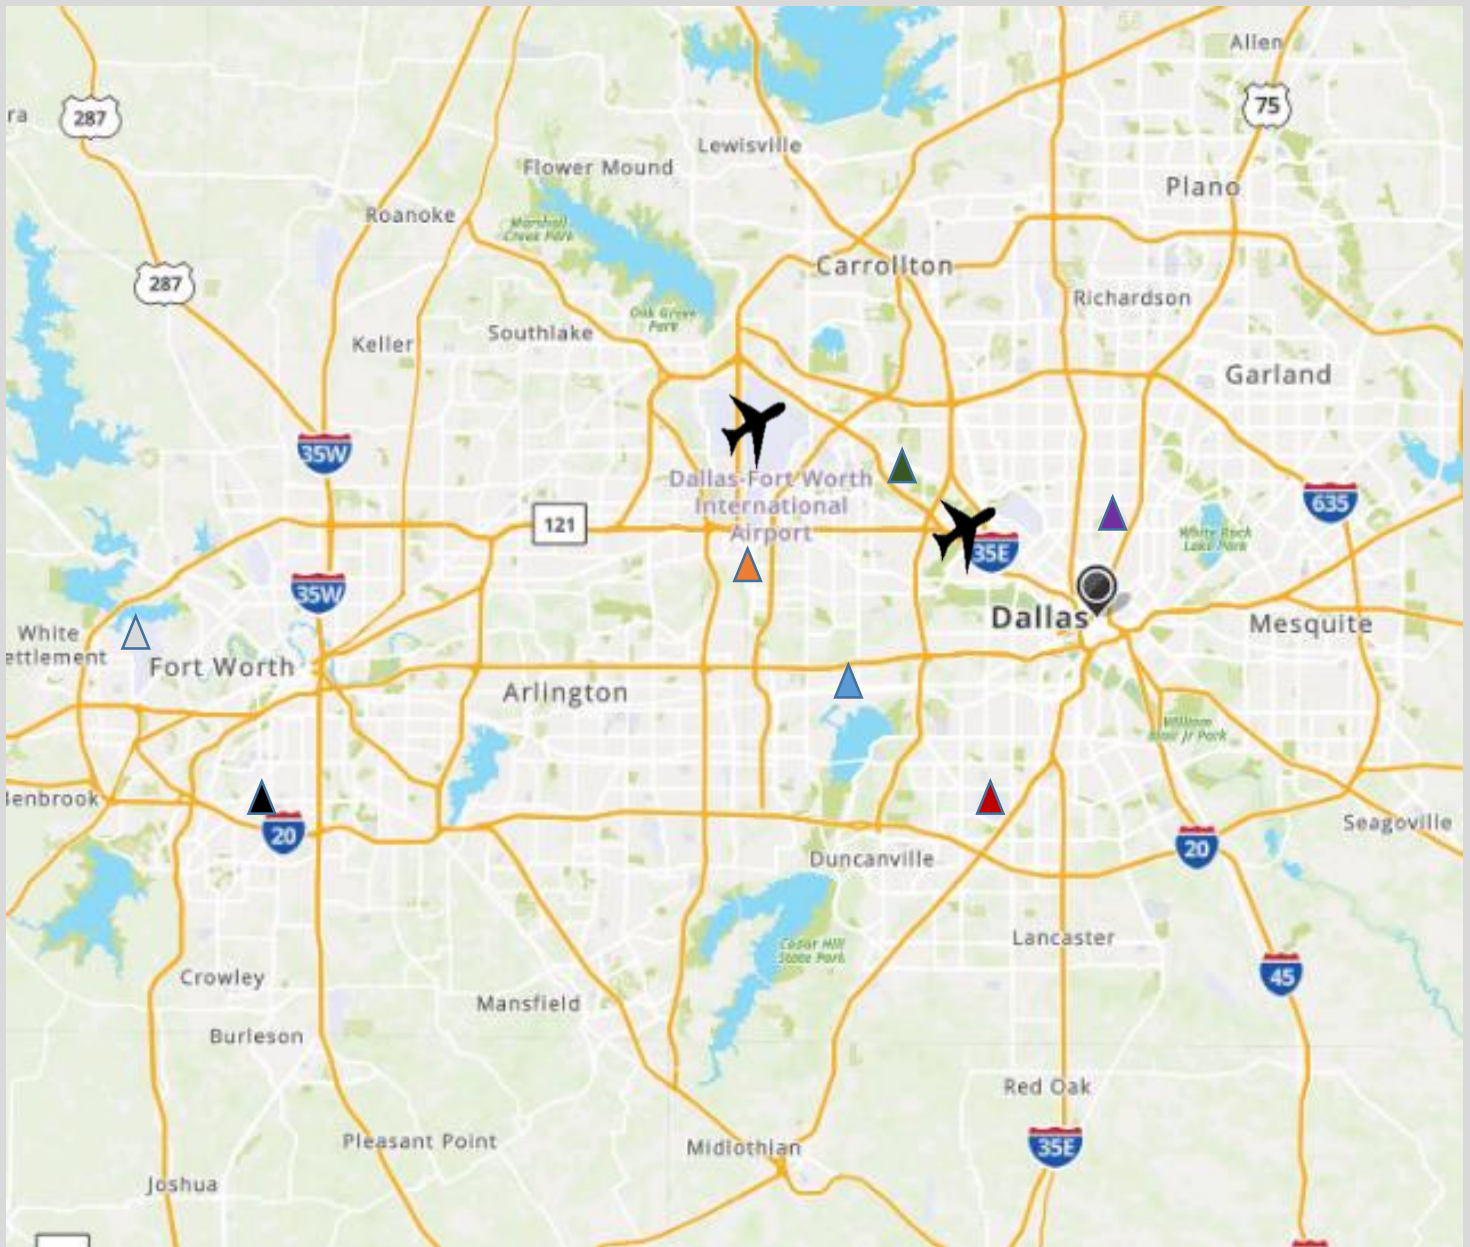 Allen
75
ra
287
Lewisville
Flower Mound
Plano
Roanoke
Marshall
Creek Park
Carrollton
287
Richardson
Oak Grove
Park
Southlake
Keller
Garland
35W
Dallas-Fort Worth
International
Airport
635
121
White Rock
Lake Park
35E
35W
Dallas
Mesquite
White
ettlement
Fort Worth
Arlington
William
Blair Jr Park
Benbrook
20
Seagoville
20
Duncanville
Lancaster
Cedar Hill
State Park
45
Crowley
Mansfield
Burleson
Red Oak
Pleasant Point
Midlothian
35E
Joshua